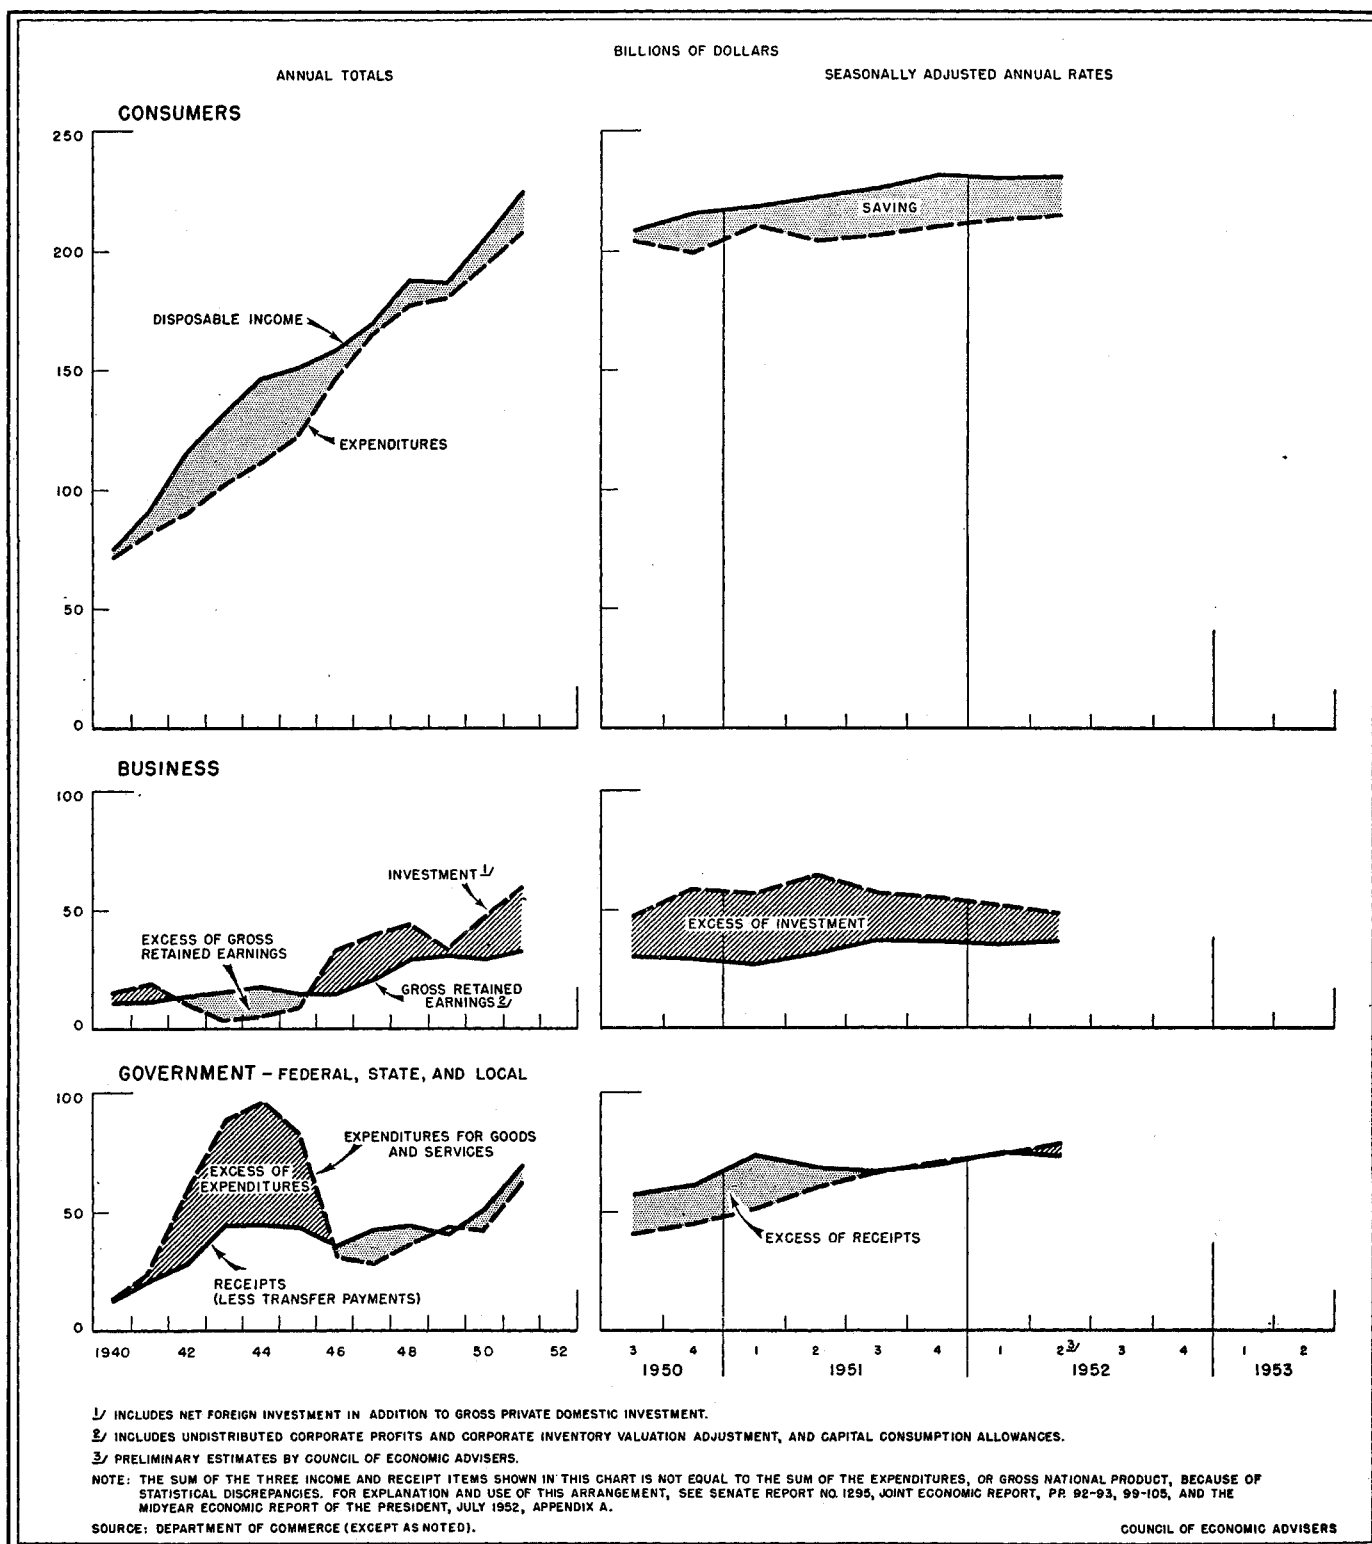 BILLIONS OF DOLLARS
ANNUAL TOTALS
SEASONALLY ADJUSTED ANNUAL RATES
CONSUMERS
250
200
150
100
50
0
DISPOSABLE INCOME
EXPENDITURES
SAVING
BUSINESS
100
50
0
INVESTMENT 1/
EXCESS OF GROSS
RETAINED EARNINGS
GROSS RETAINED
EARNINGS 2/
EXCESS OF INVESTMENT
GOVERNMENT – FEDERAL, STATE, AND LOCAL
100
50
0
EXPENDITURES FOR GOODS
AND SERVICES
EXCESS OF
EXPENDITURES
RECEIPTS
(LESS TRANSFER PAYMENTS)
EXCESS OF RECEIPTS
1940 42 44 46 48 50 52
3 4 1 2 3 4 1 2 3/ 3 4 1 2
1950 1951 1952 1953
1/ INCLUDES NET FOREIGN INVESTMENT IN ADDITION TO GROSS PRIVATE DOMESTIC INVESTMENT.
2/ INCLUDES UNDISTRIBUTED CORPORATE PROFITS AND CORPORATE INVENTORY VALUATION ADJUSTMENT, AND CAPITAL CONSUMPTION ALLOWANCES.
3/ PRELIMINARY ESTIMATES BY COUNCIL OF ECONOMIC ADVISERS.
NOTE: THE SUM OF THE THREE INCOME AND RECEIPT ITEMS SHOWN IN THIS CHART IS NOT EQUAL TO THE SUM OF THE EXPENDITURES, OR GROSS NATIONAL PRODUCT, BECAUSE OF
STATISTICAL DISCREPANCIES. FOR EXPLANATION AND USE OF THIS ARRANGEMENT, SEE SENATE REPORT NO. 1295, JOINT ECONOMIC REPORT, PP. 92-93, 99-105, AND THE
MIDYEAR ECONOMIC REPORT OF THE PRESIDENT, JULY 1952, APPENDIX A.
SOURCE: DEPARTMENT OF COMMERCE (EXCEPT AS NOTED).
COUNCIL OF ECONOMIC ADVISERS